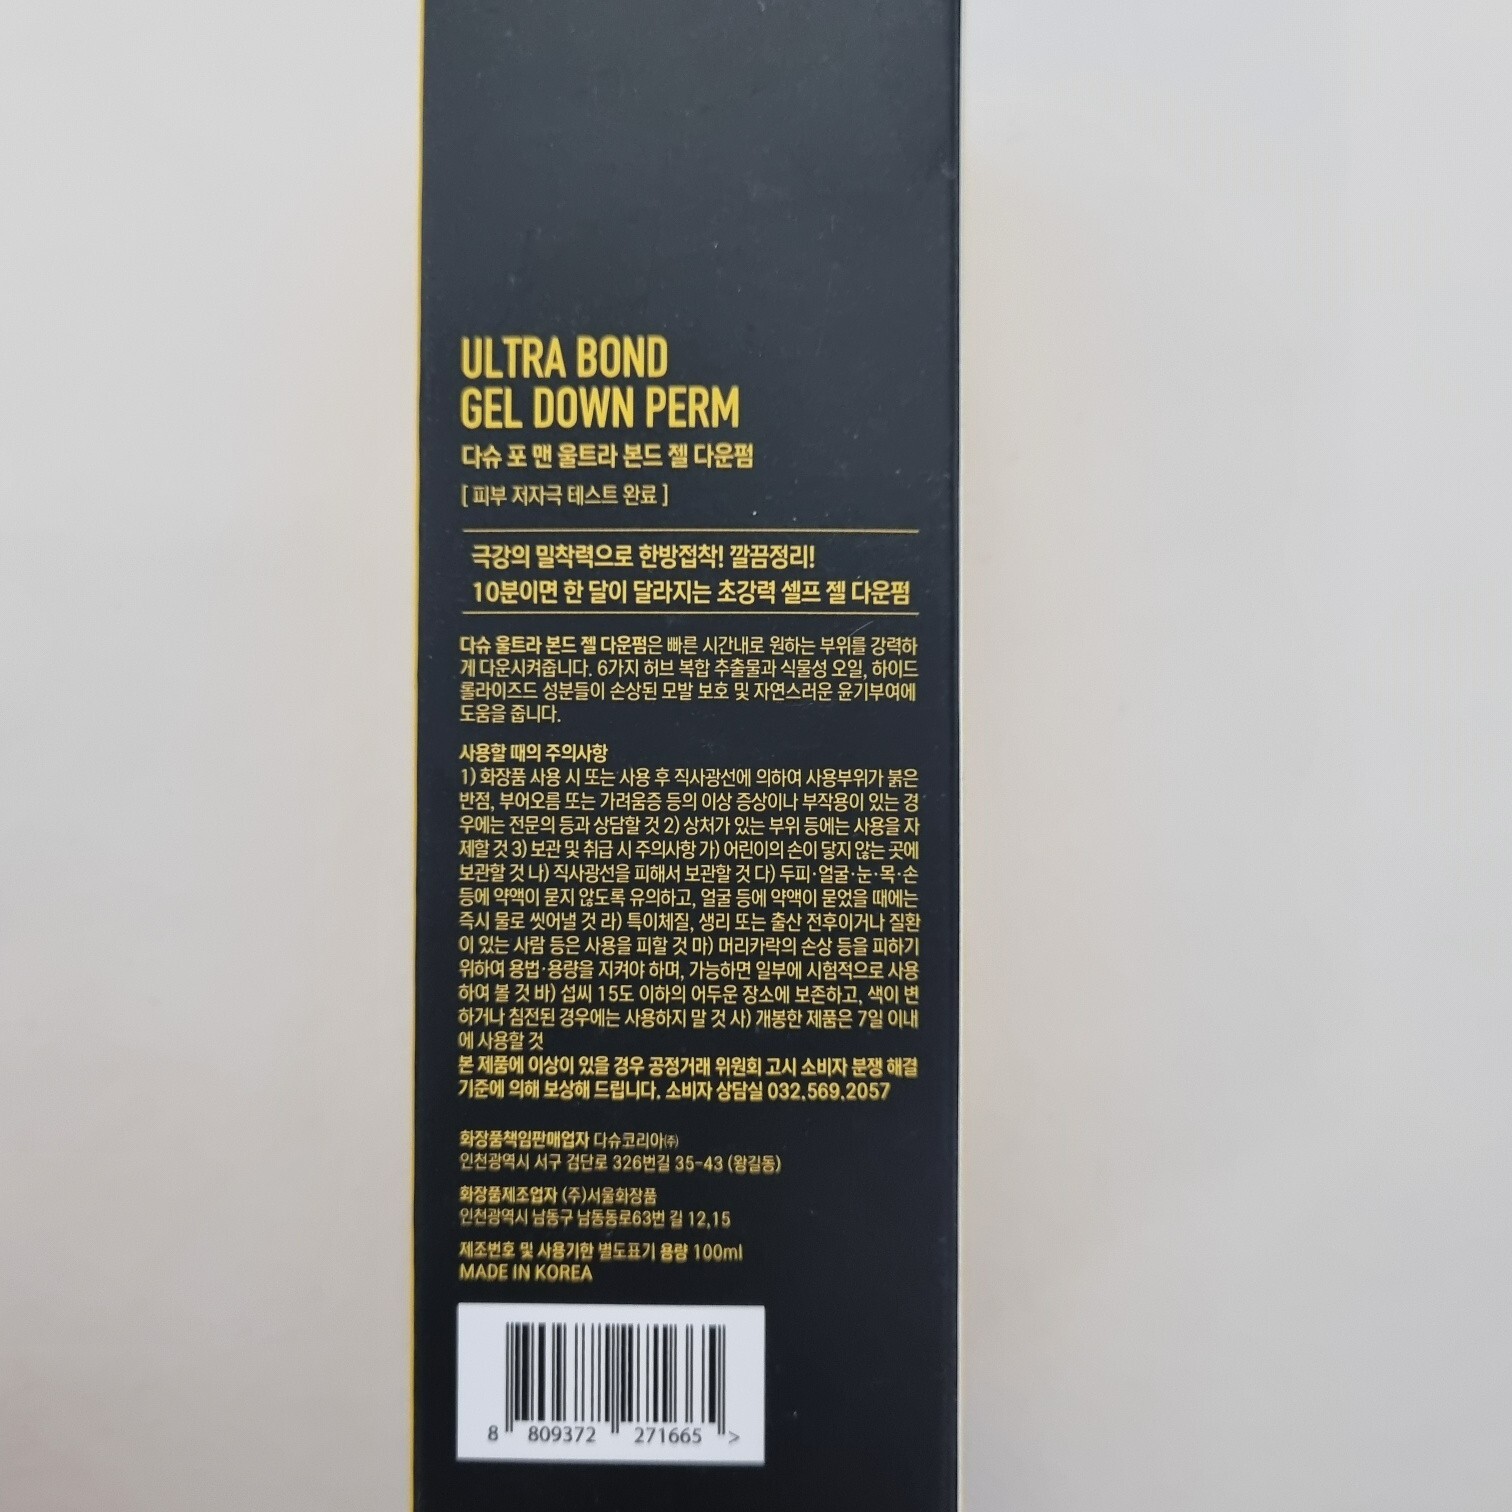 ULTRA BOND
GEL DOWN PERM
다슈 포 맨 울트라 본드 젤 다운펌
[ 피부 저자극 테스트 완료 ]
극강의 밀착력으로 한방접착! 깔끔정리!
10분이면 한 달이 달라지는 초강력 셀프 젤 다운펌
다슈 울트라 본드 젤 다운펌은 빠른 시간내로 원하는 부위를 강력하
게 다운시켜줍니다. 6가지 허브 복합 추출물과 식물성 오일, 하이드
롤라이즈드 성분들이 손상된 모발 보호 및 자연스러운 윤기부여에
도움을 줍니다.
사용할 때의 주의사항
1) 화장품 사용 시 또는 사용 후 직사광선에 의하여 사용부위가 붉은
반점, 부어오름 또는 가려움증 등의 이상 증상이나 부작용이 있는 경
우에는 전문의 등과 상담할 것 2) 상처가 있는 부위 등에는 사용을 자
제할 것 3) 보관 및 취급 시 주의사항 가) 어린이의 손이 닿지 않는 곳에
보관할 것 나) 직사광선을 피해서 보관할 것 다) 두피·얼굴·눈·목·손
등에 약액이 묻지 않도록 유의하고, 얼굴 등에 약액이 묻었을 때에는
즉시 물로 씻어낼 것 라) 특이체질, 생리 또는 출산 전후이거나 질환
이 있는 사람 등은 사용을 피할 것 마) 머리카락의 손상 등을 피하기
위하여 용법·용량을 지켜야 하며, 가능하면 일부에 시험적으로 사용
하여 볼 것 바) 섭씨 15도 이하의 어두운 장소에 보존하고, 색이 변
하거나 침전된 경우에는 사용하지 말 것 사) 개봉한 제품은 7일 이내
에 사용할 것
본 제품에 이상이 있을 경우 공정거래 위원회 고시 소비자 분쟁 해결
기준에 의해 보상해 드립니다. 소비자 상담실 032.569.2057
화장품책임판매업자 다슈코리아㈜
인천광역시 서구 검단로 326번길 35-43 (왕길동)
화장품제조업자 (주)서울화장품
인천광역시 남동구 남동동로63번 길 12,15
제조번호 및 사용기한 별도표기 용량 100ml
MADE IN KOREA
8 809372 271665 >